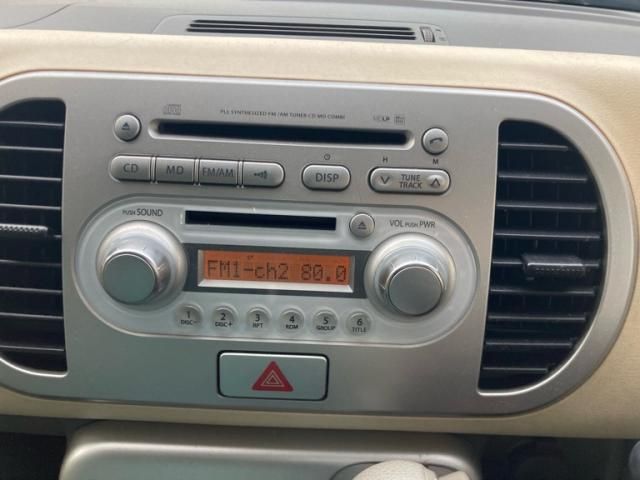 PLL SYNTHESIZED FM/AM TUNER·CD MD COMBI
CD MD FM/AM DISP H M TUNE TRACK
PUSH SOUND
VOL PUSH PWR
ST
FM1-ch2 80.0
1 2 3 4 5 6
DISC- DISC+ RPT RDM GROUP TITLE